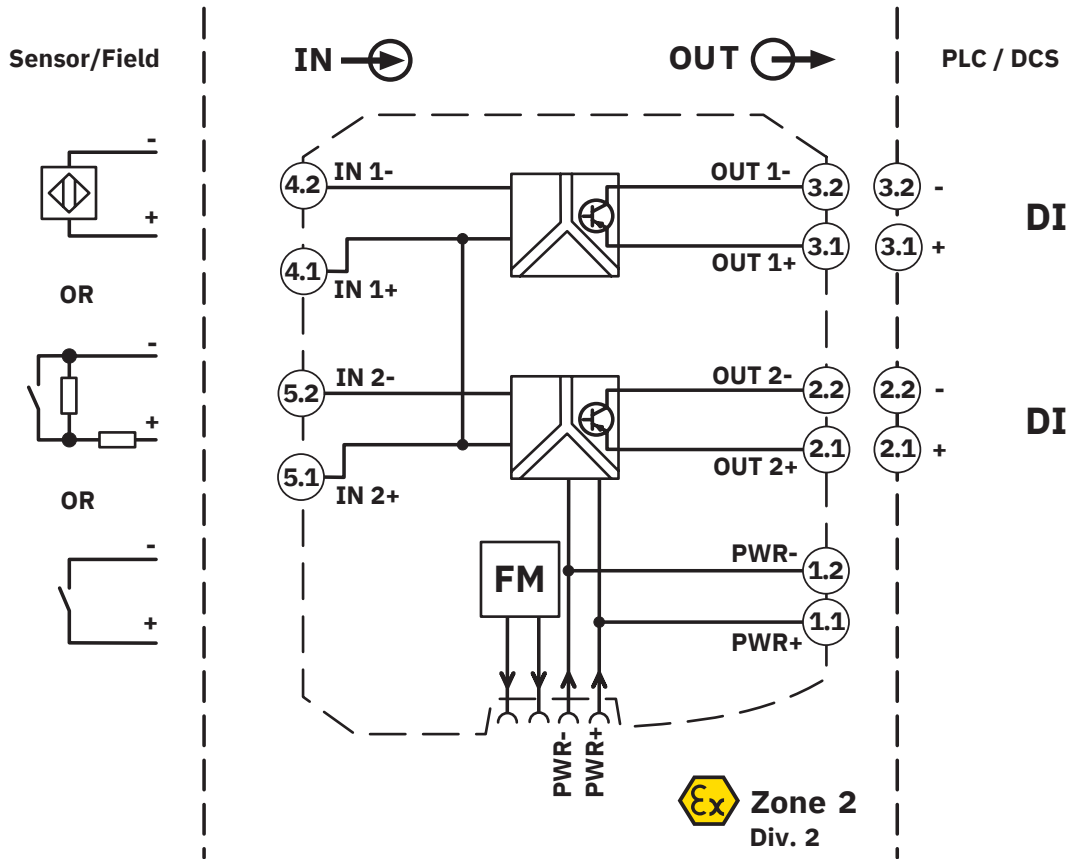 Sensor/Field
IN
OUT
PLC / DCS
-
+
OR
-
+
OR
-
+
4.2
IN 1-
4.1
IN 1+
5.2
IN 2-
5.1
IN 2+
OUT 1-
3.2
OUT 1+
3.1
OUT 2-
2.2
OUT 2+
2.1
FM
PWR-
1.2
1.1
PWR+
PWR-
PWR+
3.2 -
DI
3.1 +
2.2 -
DI
2.1 +
Ex
Zone 2
Div. 2